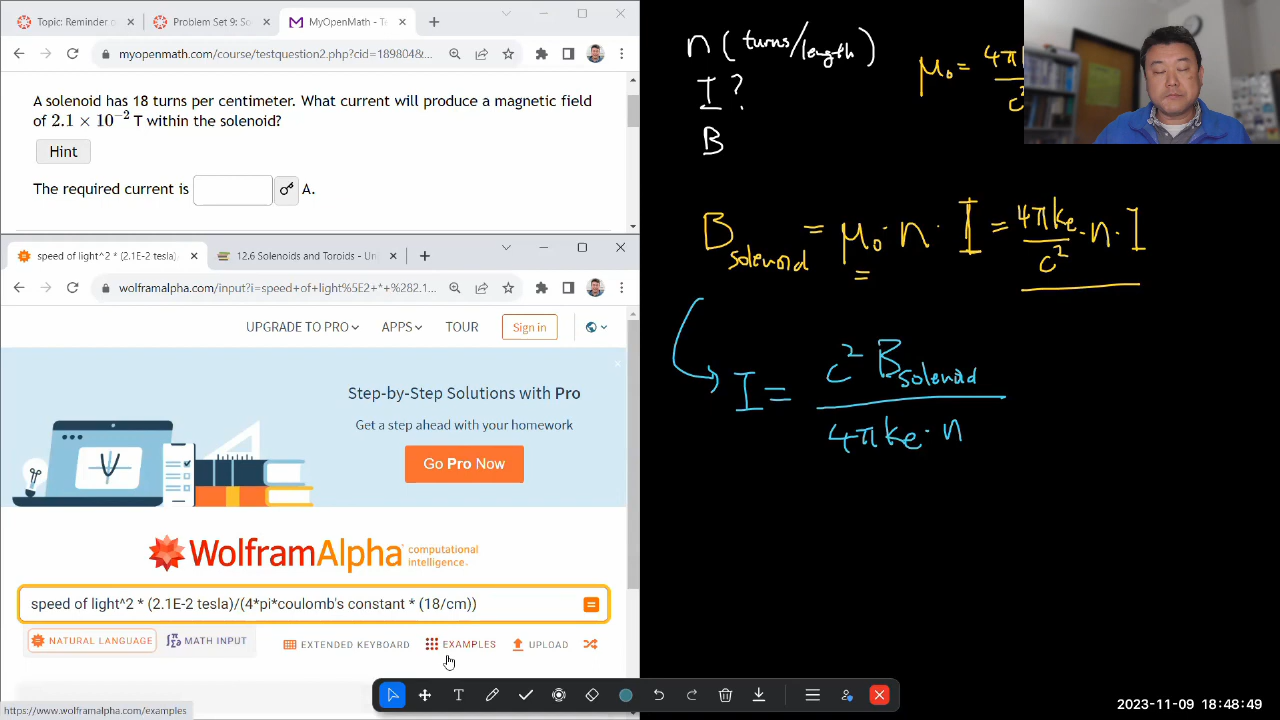 Topic: Reminder o
Problem Set 9: So
MyOpenMath - Te
myopenmath.com/course/testquestion2.php?cid=189804&
A solenoid has 18 turns per centimeter. What current will produce a magnetic field
of 2.1 × 10⁻² T within the solenoid?
Hint
The required current is
A.
speed of light^2 * (2.1E-2 tesla)
12.6 Solenoids and Toroids - Uni
wolframalpha.com/input?i=speed+of+light%5E2+*+%282.1
UPGRADE TO PRO
APPS
TOUR
Sign in
Step-by-Step Solutions with Pro
Get a step ahead with your homework
Go Pro Now
WolframAlpha computational
intelligence.
speed of light^2 * (2.1E-2 tesla)/(4*pi*coulomb's constant * (18/cm))
NATURAL LANGUAGE
MATH INPUT
EXTENDED KEYBOARD
EXAMPLES
UPLOAD
https://www.wolframalpha.com/examples
n (turns/length)
I ?
B
μ₀ = 4πk / c²
B solenoid = μ₀ · n · I = 4πke / c² · n · I
I = c² B solenoid / 4πke · n
2023-11-09 18:48:49